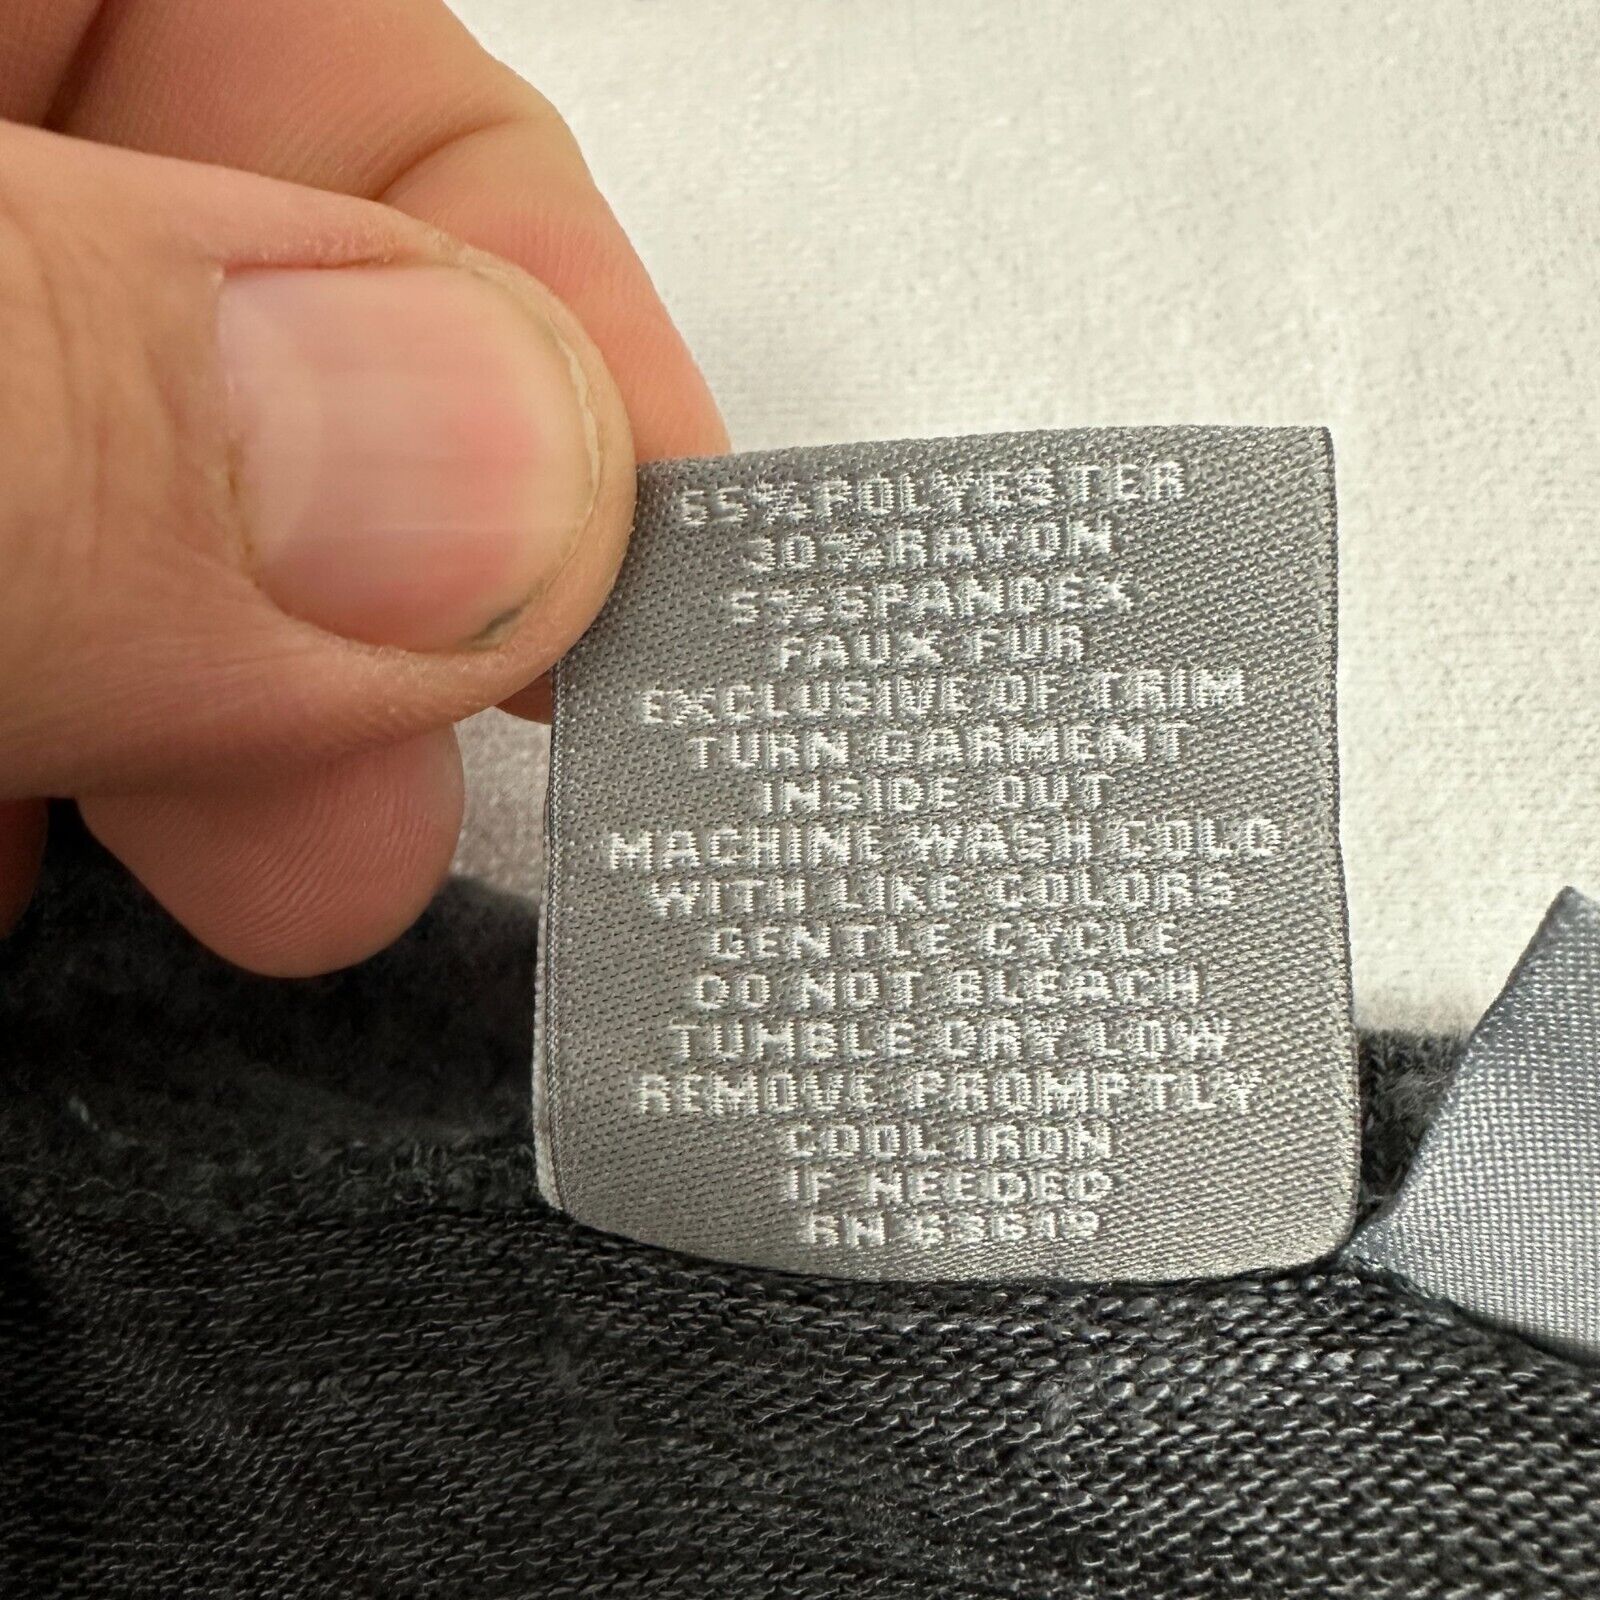 65% POLYESTER
30% RAYON
5% SPANDEX
FAUX FUR
EXCLUSIVE OF TRIM
TURN GARMENT
INSIDE OUT
MACHINE WASH COLD
WITH LIKE COLORS
GENTLE CYCLE
DO NOT BLEACH
TUMBLE DRY LOW
REMOVE PROMPTLY
COOL IRON
IF NEEDED
RN 63619